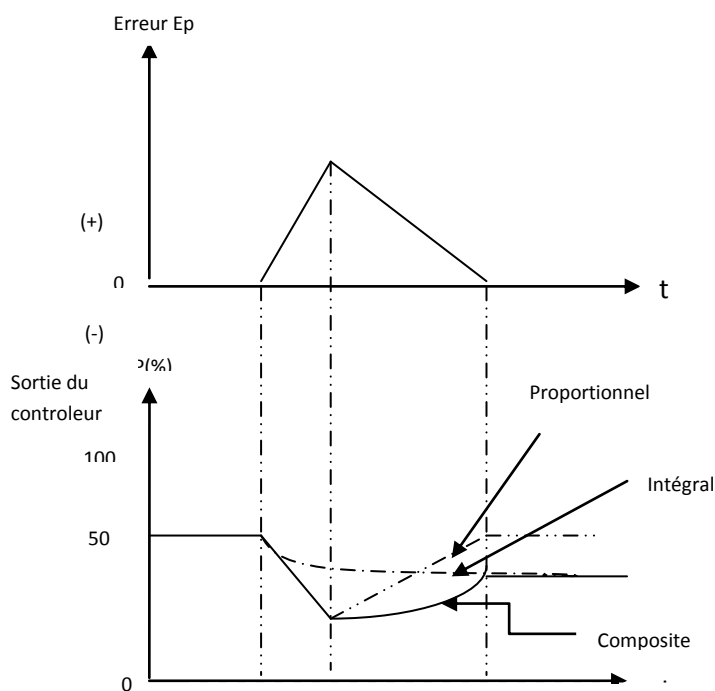 Erreur Ep
(+)
0
t
(-)
P(%)
Sortie du
controleur
Proportionnel
100
Intégral
50
Composite
0